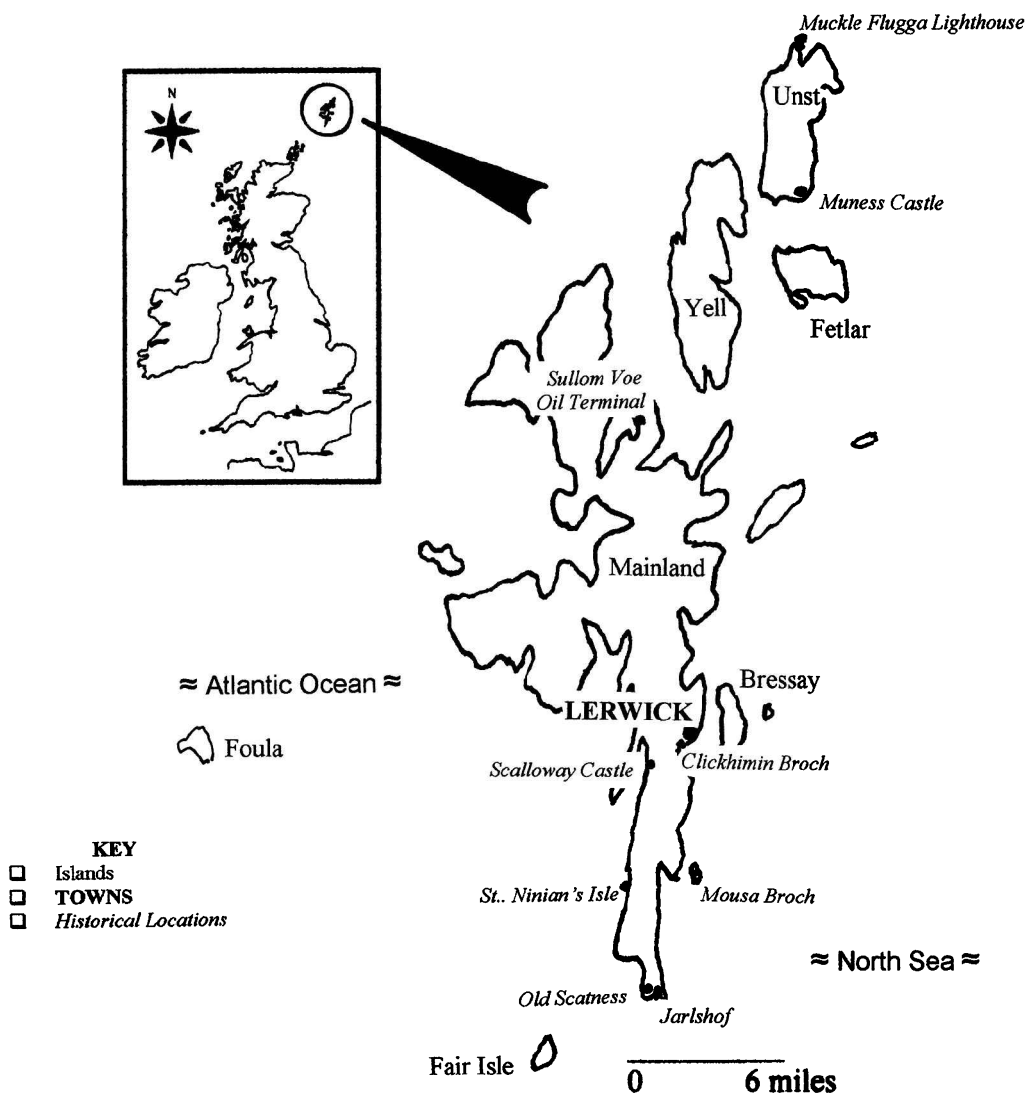 Muckle Flugga Lighthouse
N
Unst
Muness Castle
Yell
Fetlar
Sullom Voe
Oil Terminal
Mainland
≈ Atlantic Ocean ≈
Bressay
LERWICK
Foula
Scalloway Castle
Clickhimin Broch
KEY
Islands
TOWNS
Historical Locations
St.. Ninian's Isle
Mousa Broch
≈ North Sea ≈
Old Scatness
Jarlshof
Fair Isle
0 6 miles